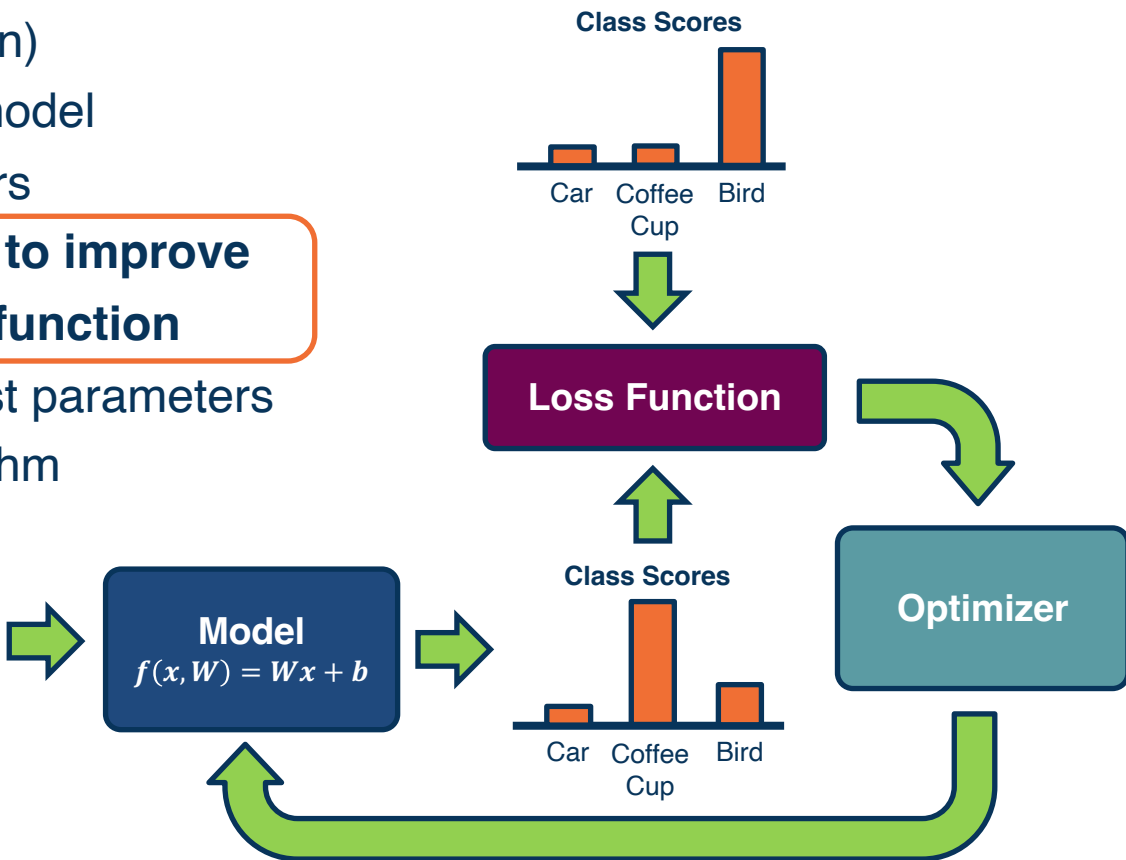 n)
nodel
rs
to improve
function
st parameters
hm
Class Scores
Car Coffee Bird
Cup
Loss Function
Class Scores
Car Coffee Bird
Cup
Optimizer
Model
f(x, W) = Wx + b